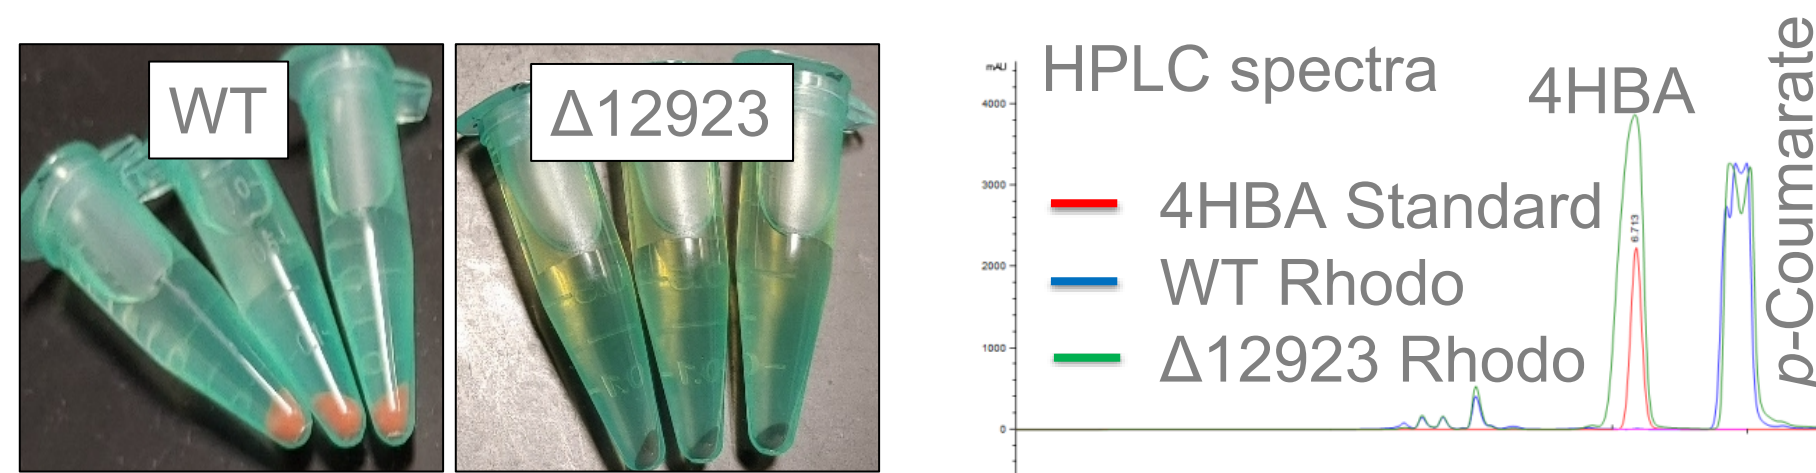 WT
Δ12923
HPLC spectra
mAU
4000
3000
2000
1000
0
4HBA Standard
WT Rhodo
Δ12923 Rhodo
4HBA
6.713
p-Coumarate